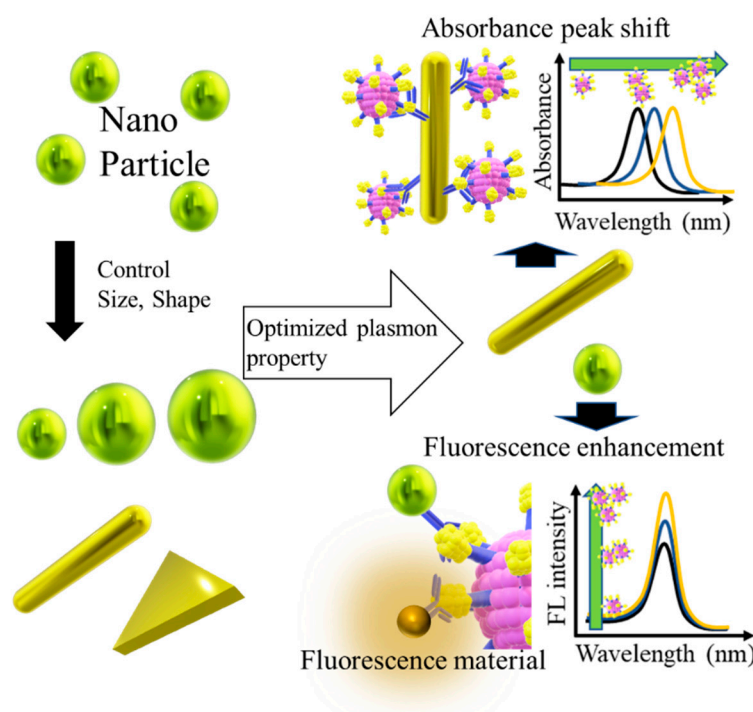 Absorbance peak shift
Nano
Particle
Absorbance
Wavelength (nm)
Control
Size, Shape
Optimized plasmon
property
Fluorescence enhancement
FL intensity
Fluorescence material
Wavelength (nm)